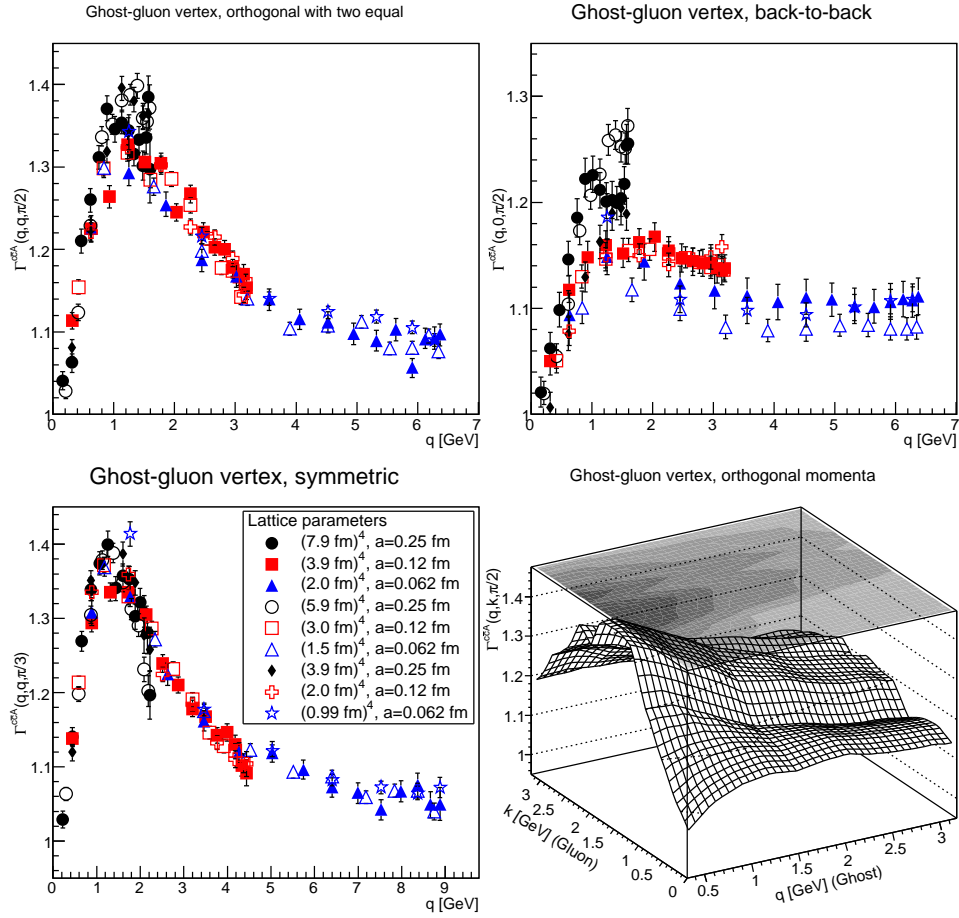 Ghost-gluon vertex, orthogonal with two equal
Γ^cc̅A(q,q,π/2)
1.4
1.3
1.2
1.1
1
0 1 2 3 4 5 6 7
q [GeV]
Ghost-gluon vertex, back-to-back
Γ^cc̅A(q,0,π/2)
1.3
1.2
1.1
1
0 1 2 3 4 5 6 7
q [GeV]
Ghost-gluon vertex, symmetric
Γ^cc̅A(q,q,π/3)
1.4
1.3
1.2
1.1
1
0 1 2 3 4 5 6 7 8 9
q [GeV]
Lattice parameters
(7.9 fm)^4, a=0.25 fm
(3.9 fm)^4, a=0.12 fm
(2.0 fm)^4, a=0.062 fm
(5.9 fm)^4, a=0.25 fm
(3.0 fm)^4, a=0.12 fm
(1.5 fm)^4, a=0.062 fm
(3.9 fm)^4, a=0.25 fm
(2.0 fm)^4, a=0.12 fm
(0.99 fm)^4, a=0.062 fm
Ghost-gluon vertex, orthogonal momenta
Γ^cc̅A(q,k,π/2)
1.4
1.3
1.2
1.1
1
3 2.5 2 1.5 1 0.5 0
k [GeV] (Gluon)
0.5 1 1.5 2 2.5 3
q [GeV] (Ghost)